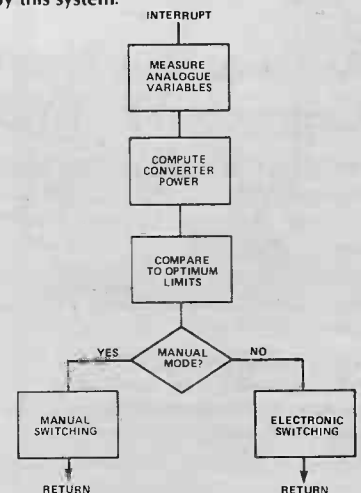 by this system.
INTERRUPT
MEASURE
ANALOGUE
VARIABLES
COMPUTE
CONVERTER
POWER
COMPARE
TO OPTIMUM
LIMITS
YES
MANUAL
MODE?
NO
MANUAL
SWITCHING
ELECTRONIC
SWITCHING
RETURN
RETURN